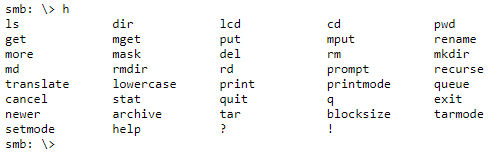 smb: \> h
ls dir lcd cd pwd
get mget put mput rename
more mask del rm mkdir
md rmdir rd prompt recurse
translate lowercase print printmode queue
cancel stat quit q exit
newer archive tar blocksize tarmode
setmode help ? !
smb: \>